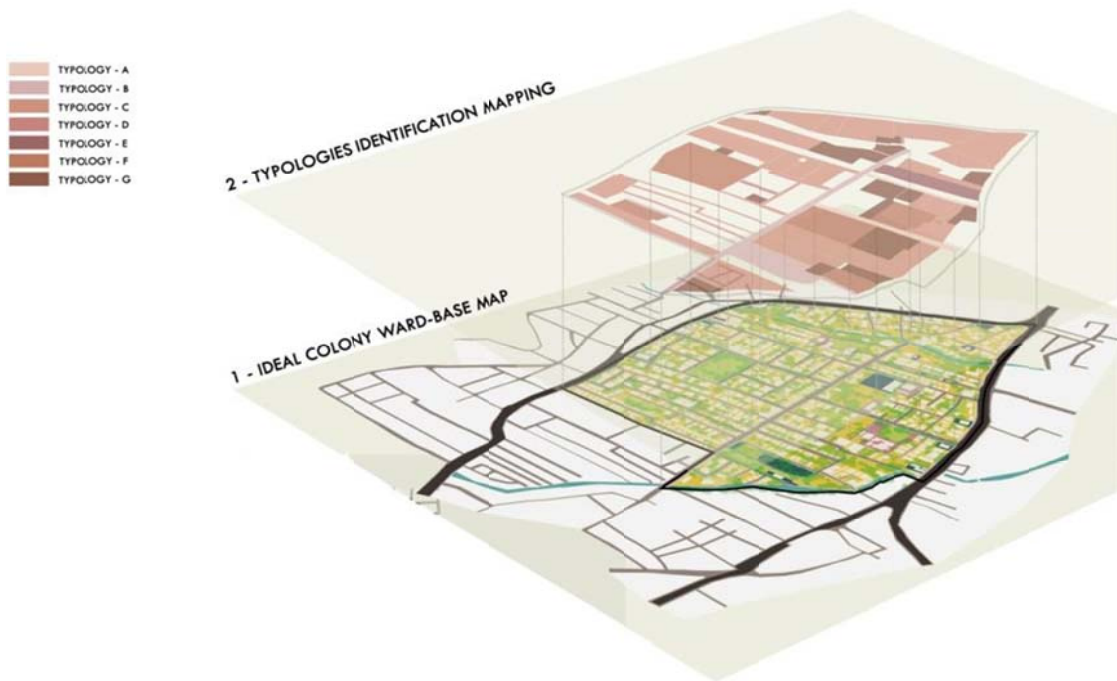 TYPOLOGY - A
TYPOLOGY - B
TYPOLOGY - C
TYPOLOGY - D
TYPOLOGY - E
TYPOLOGY - F
TYPOLOGY - G
2 - TYPOLOGIES IDENTIFICATION MAPPING
1 - IDEAL COLONY WARD-BASE MAP